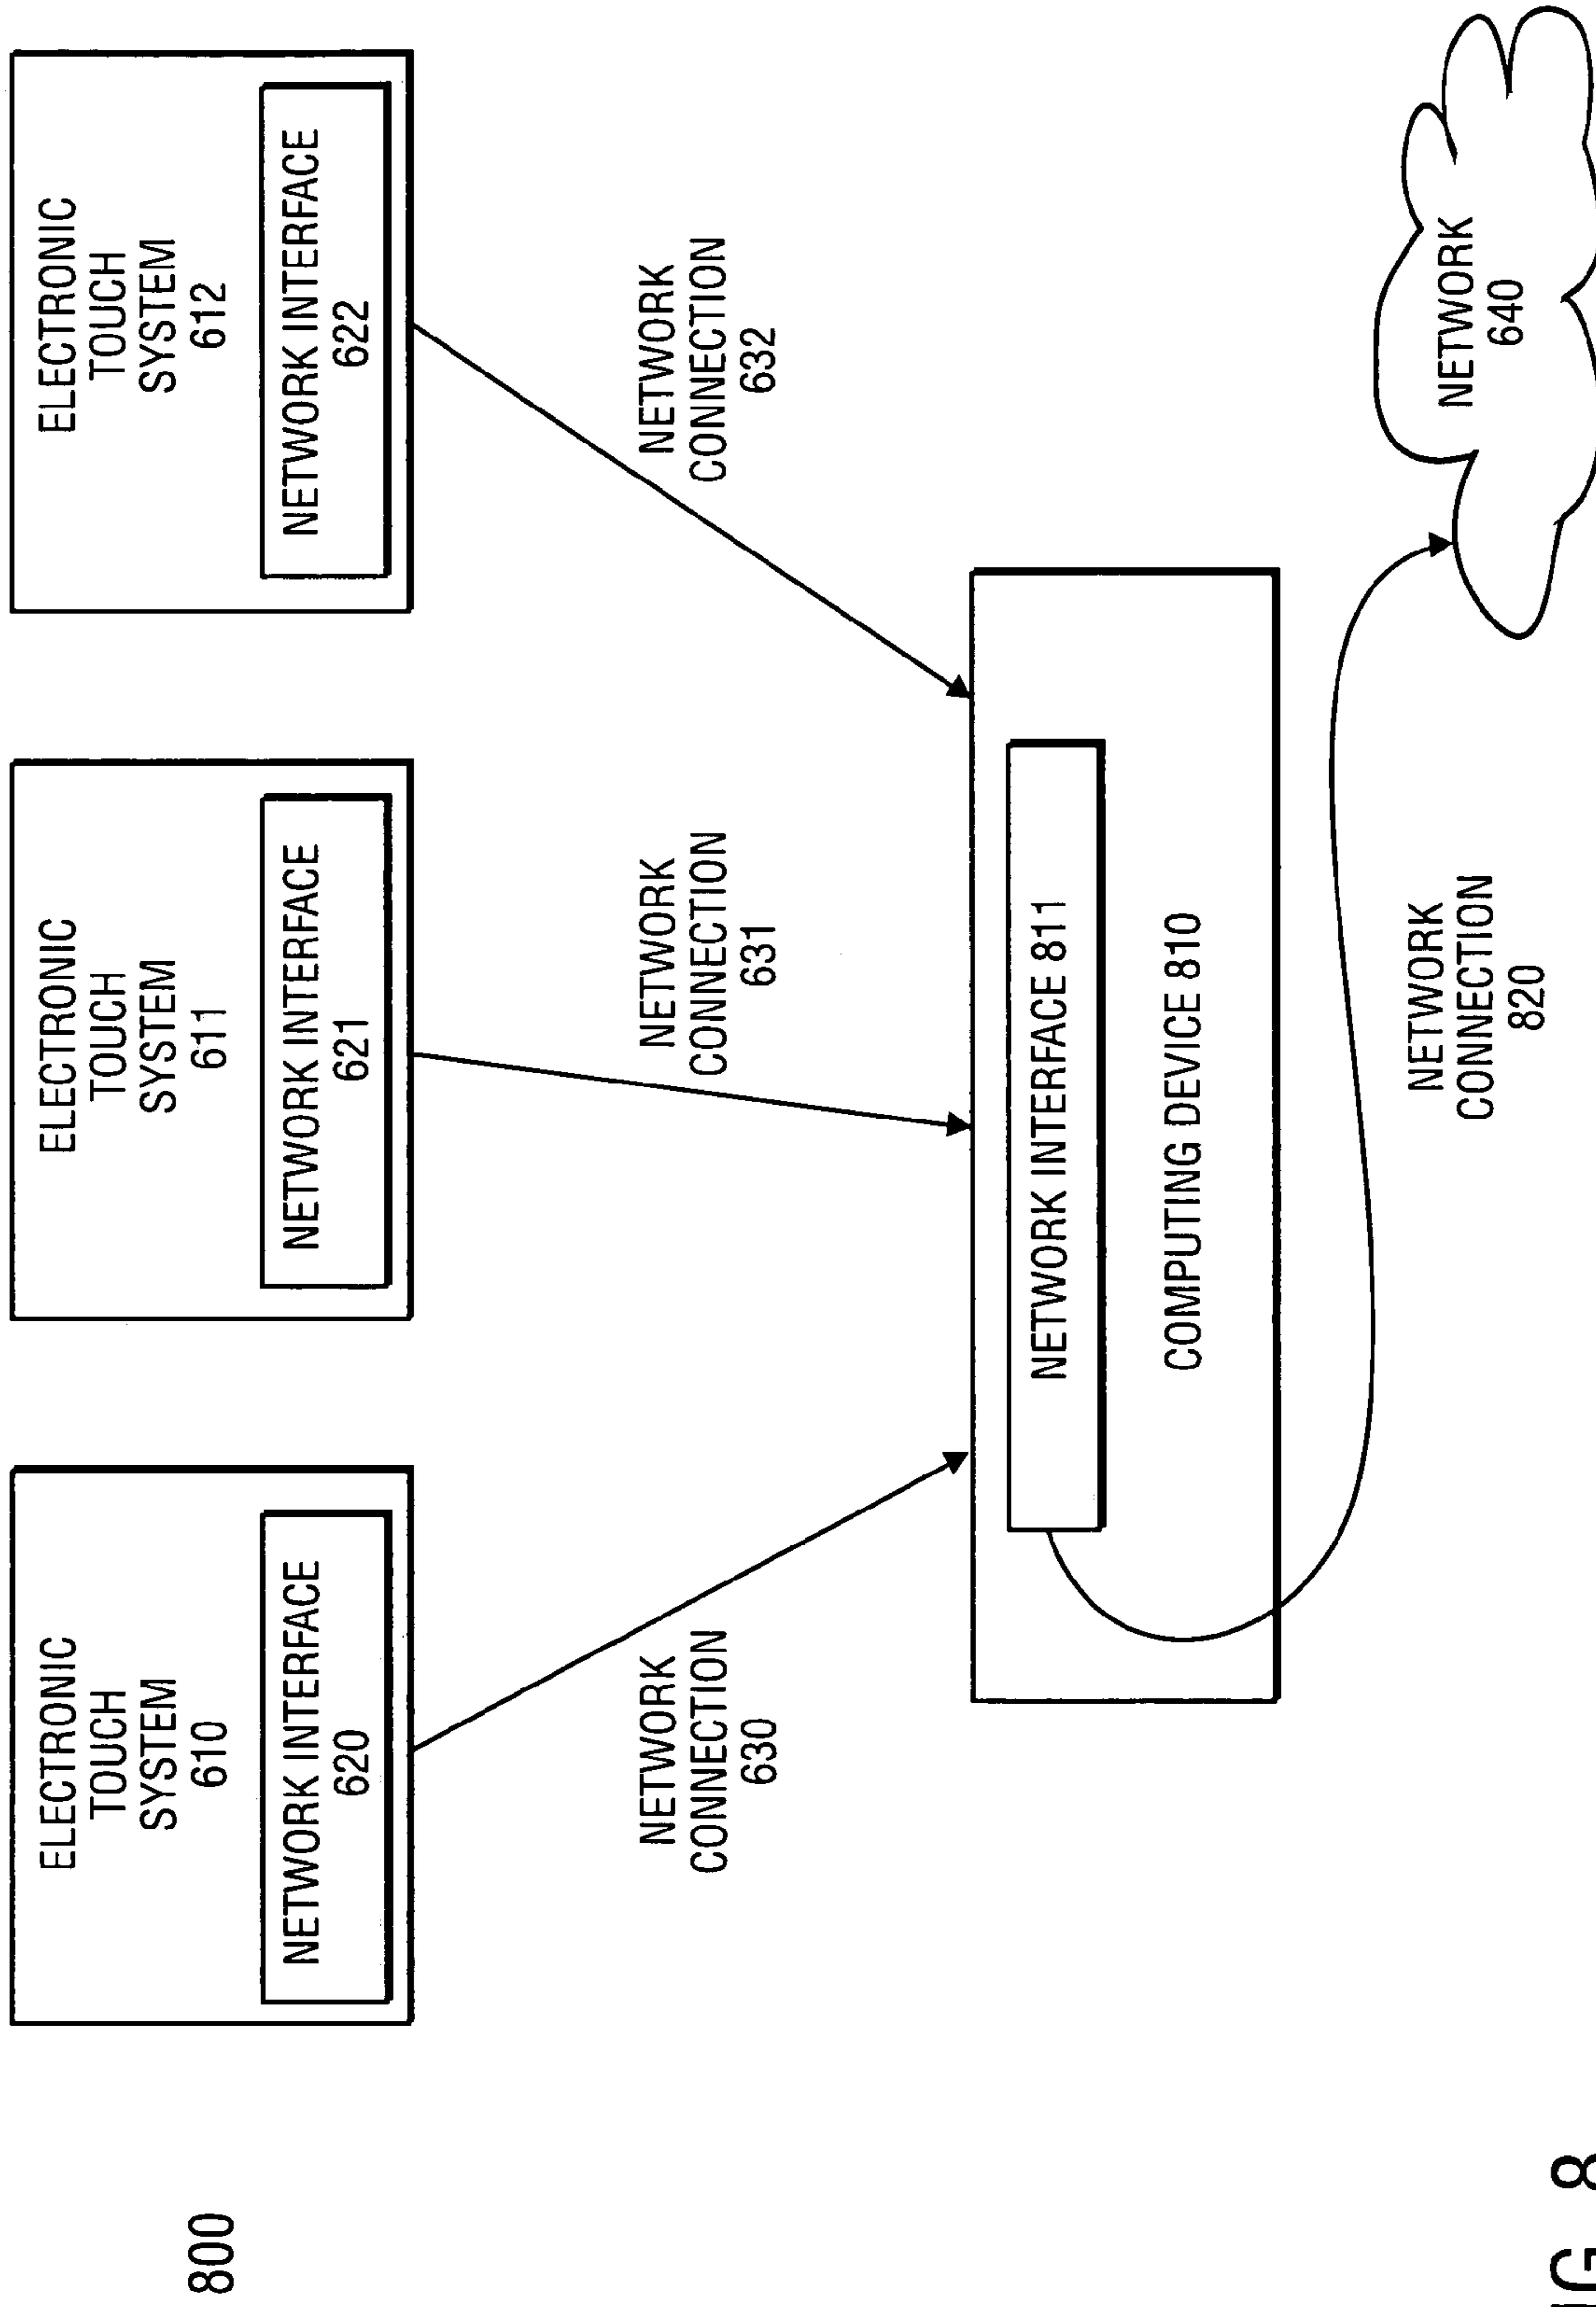 800
ELECTRONIC
TOUCH
SYSTEM
610
NETWORK INTERFACE
620
ELECTRONIC
TOUCH
SYSTEM
611
NETWORK INTERFACE
621
ELECTRONIC
TOUCH
SYSTEM
612
NETWORK INTERFACE
622
NETWORK
CONNECTION
630
NETWORK
CONNECTION
631
NETWORK
CONNECTION
632
NETWORK INTERFACE 811
COMPUTING DEVICE 810
NETWORK
CONNECTION
820
NETWORK
640
IG. 8